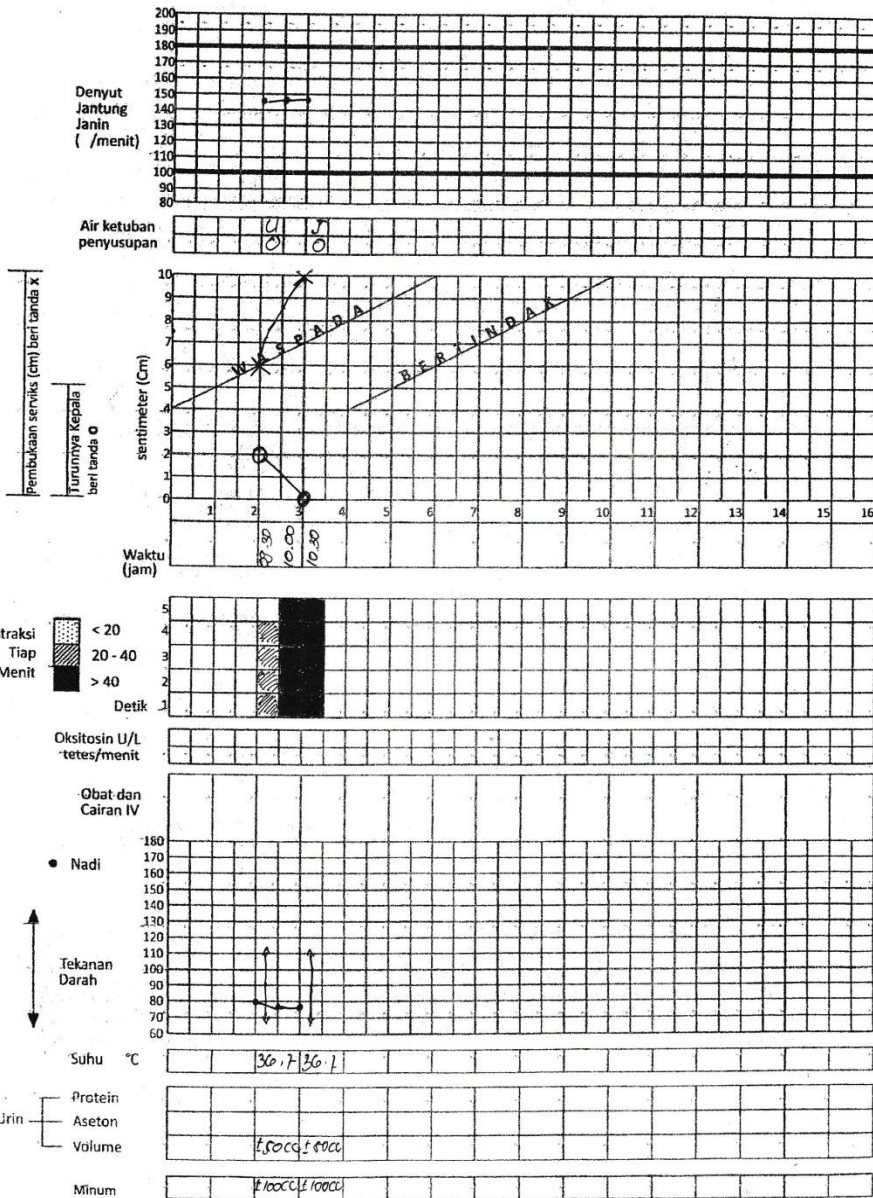 200
190
180
170
160
150
140
130
120
110
100
90
80
Denyut
Jantung
Janin
( /menit)
Air ketuban
penyusupan
U J
0 0
Pembukaan serviks (cm) beri tanda x
Turunnya Kepala
beri tanda o
sentimeter (Cm)
10
9
8
7
6
5
4
3
2
1
0
WASPADA
BERTINDAK
1 2 3 4 5 6 7 8 9 10 11 12 13 14 15 16
Waktu
(jam)
10.00 10.30
traksi
Tiap
Menit
< 20
20 - 40
> 40
Detik
5
4
3
2
1
Oksitosin U/L
tetes/menit
Obat dan
Cairan IV
Nadi
Tekanan
Darah
180
170
160
150
140
130
120
110
100
90
80
70
60
Suhu °C
36.7 36.7
Urin
Protein
Aseton
Volume
±50cc ±50cc
Minum
±100cc ±100cc